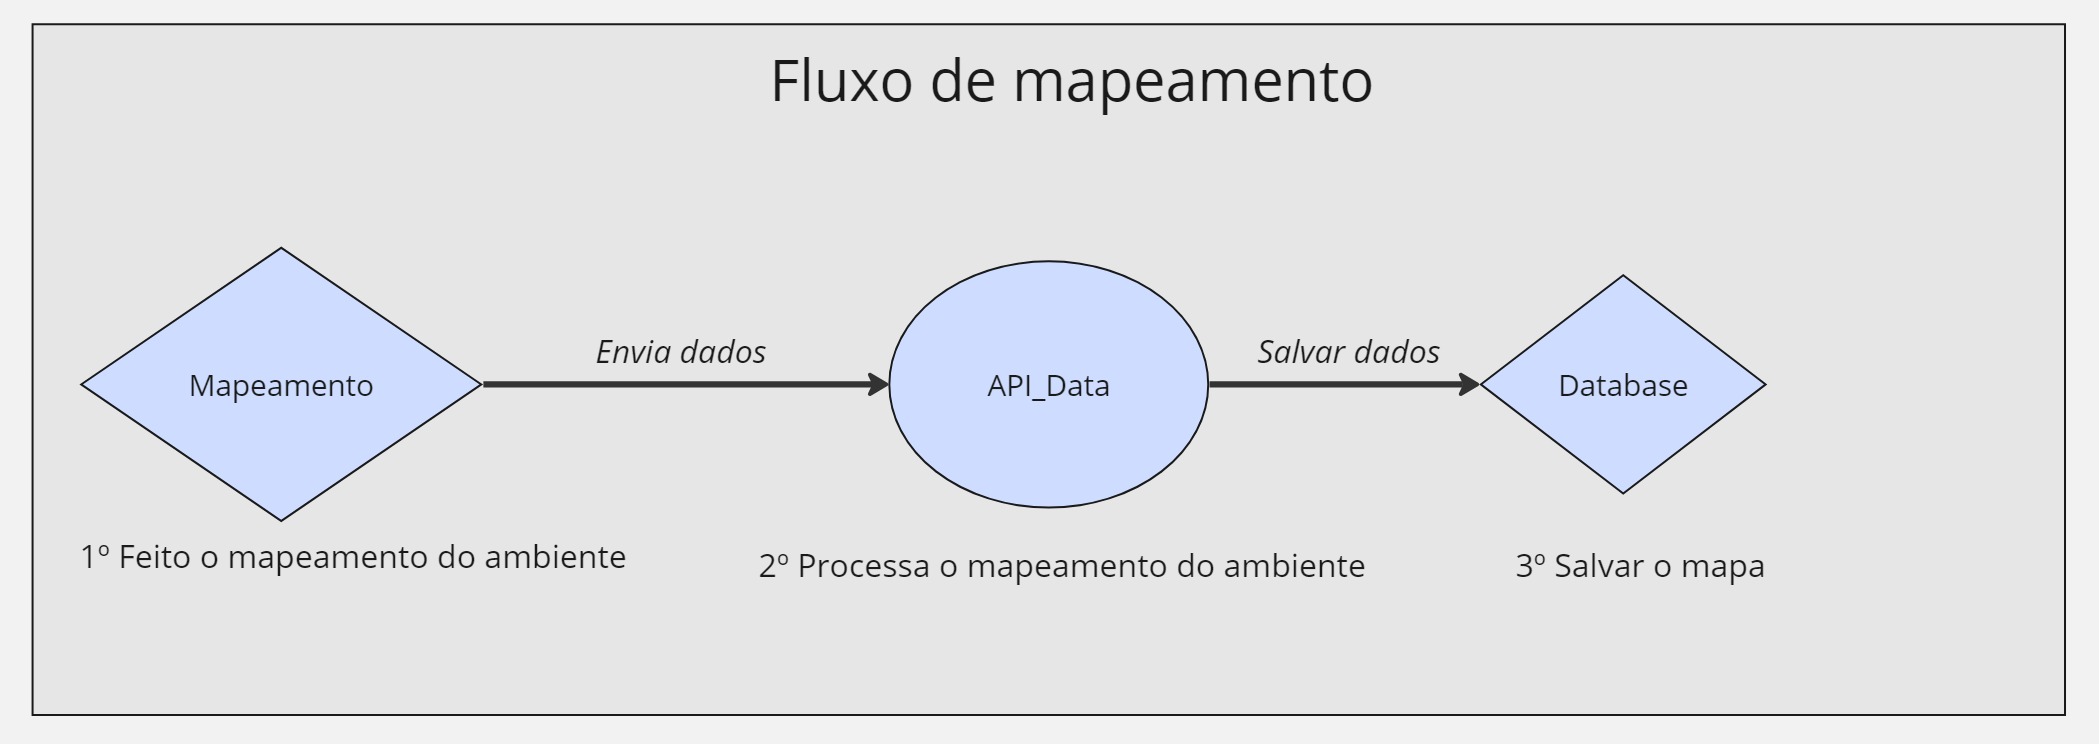 Fluxo de mapeamento
Envia dados
Salvar dados
Mapeamento
API_Data
Database
1º Feito o mapeamento do ambiente
2º Processa o mapeamento do ambiente
3º Salvar o mapa